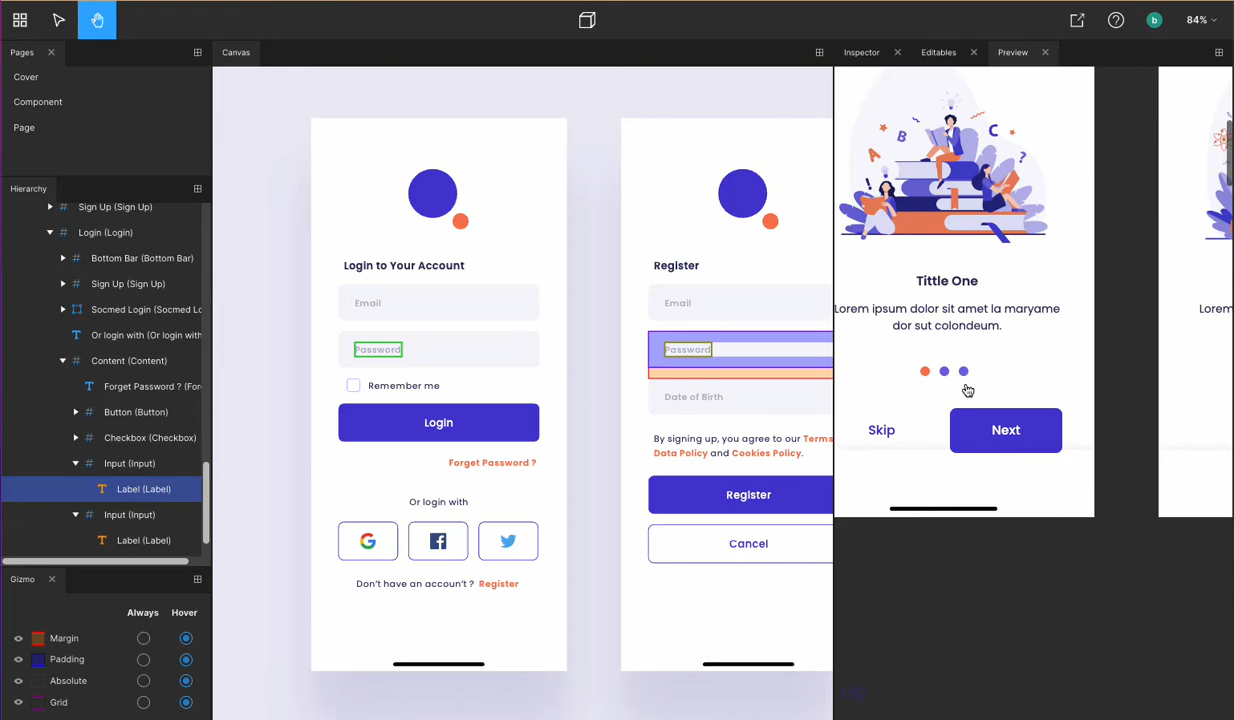 b
84%
Pages
Canvas
Inspector
Editables
Preview
Cover
Component
Page
Hierarchy
Sign Up (Sign Up)
Login (Login)
Bottom Bar (Bottom Bar)
Sign Up (Sign Up)
Socmed Login (Socmed Lo
Or login with (Or login with
Content (Content)
Forget Password ? (For
Button (Button)
Checkbox (Checkbox)
Input (Input)
Label (Label)
Input (Input)
Label (Label)
Gizmo
Always
Hover
Margin
Padding
Absolute
Grid
Login to Your Account
Email
Password
Remember me
Login
Forget Password ?
Or login with
Don't have an accoun't ? Register
Register
Email
Password
Date of Birth
By signing up, you agree to our Terms
Data Policy and Cookies Policy.
Register
Cancel
A
B
C
?
Tittle One
Lorem ipsum dolor sit amet la maryame
dor sut colondeum.
Skip
Next
Lore